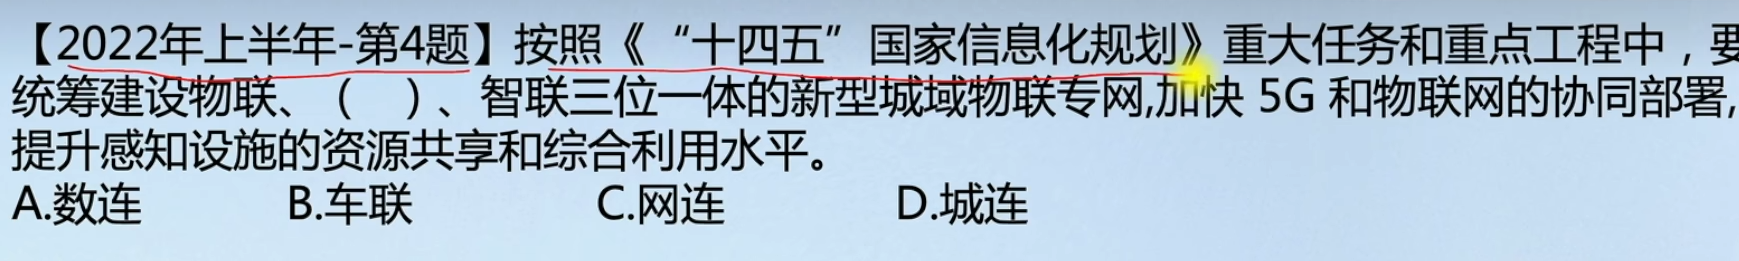 【2022年上半年-第4题】按照《“十四五”国家信息化规划》重大任务和重点工程中，要
统筹建设物联、（ ）、智联三位一体的新型城域物联专网,加快 5G 和物联网的协同部署,
提升感知设施的资源共享和综合利用水平。
A.数连 B.车联 C.网连 D.城连